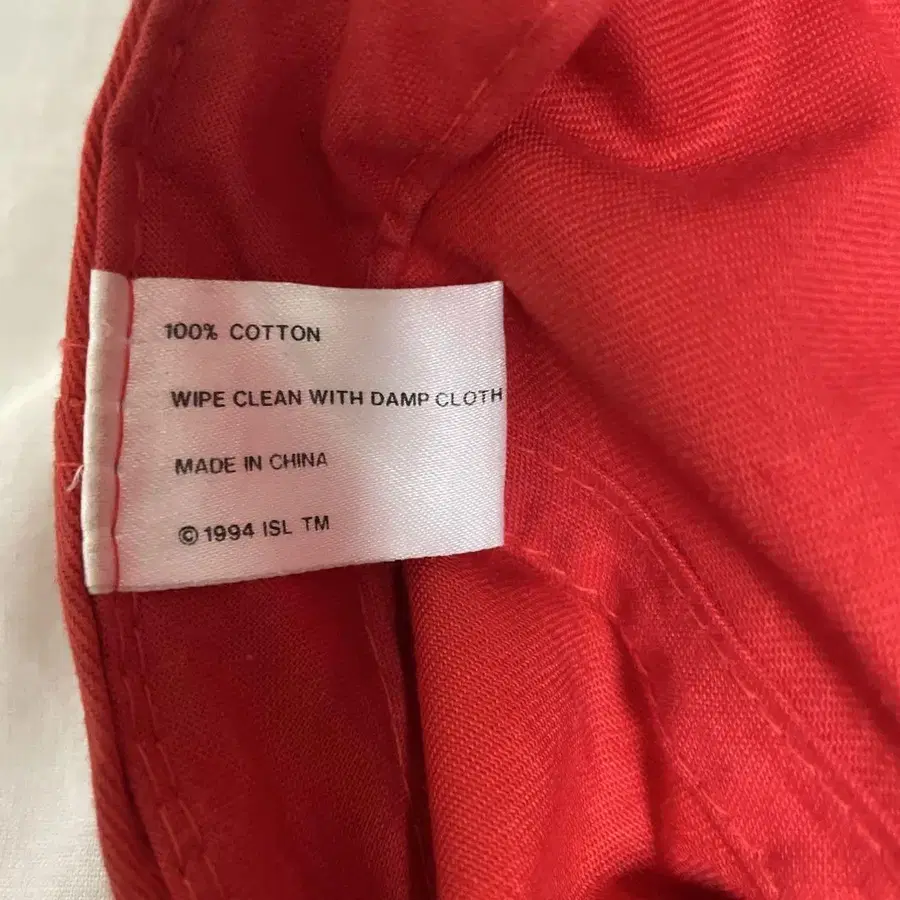 100% COTTON
WIPE CLEAN WITH DAMP CLOTH
MADE IN CHINA
© 1994 ISL TM